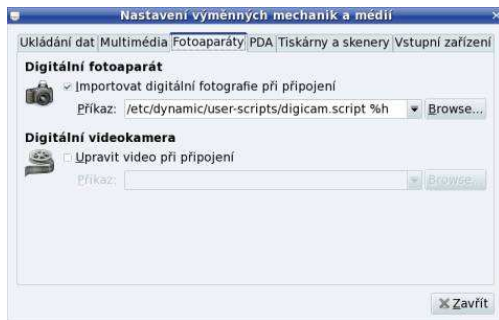 Nastavení výměnných mechanik a médií
Ukládání dat Multimédia Fotoaparáty PDA Tiskárny a skenery Vstupní zařízení
Digitální fotoaparát
Importovat digitální fotografie při připojení
Příkaz: /etc/dynamic/user-scripts/digicam.script %h Browse...
Digitální videokamera
Upravit video při připojení
Příkaz: Browse...
Zavřít